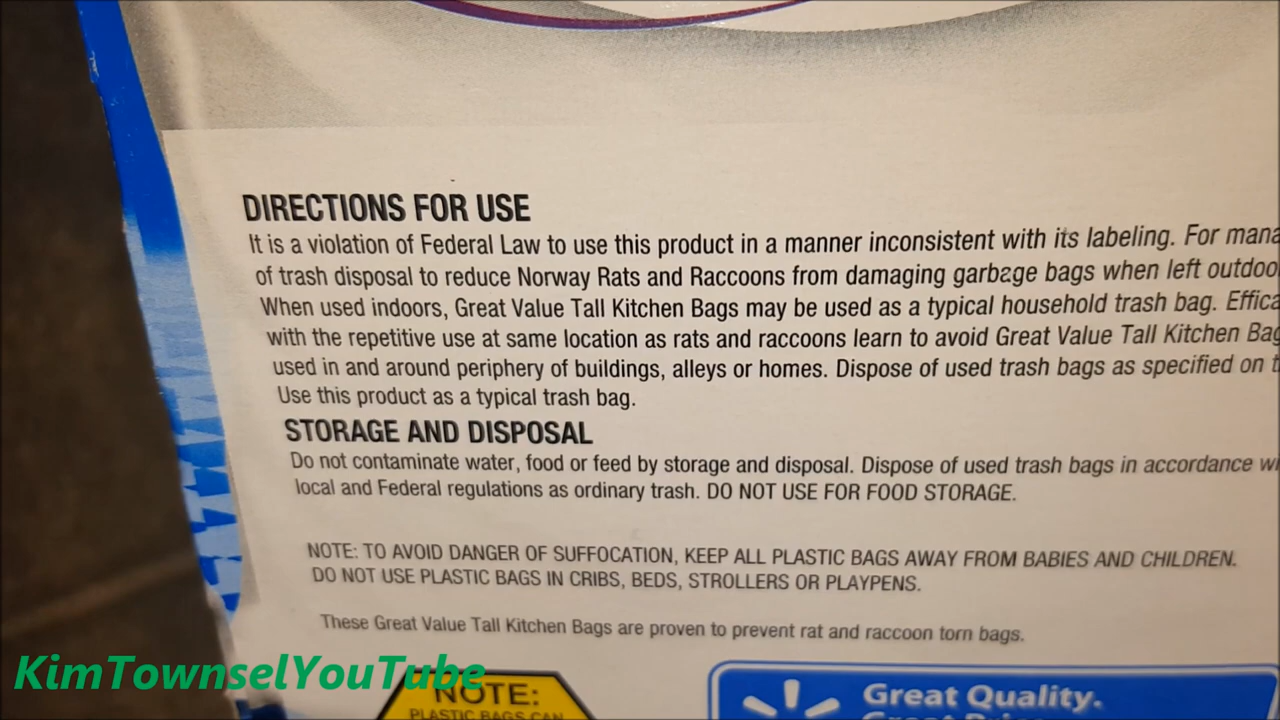 DIRECTIONS FOR USE
It is a violation of Federal Law to use this product in a manner inconsistent with its labeling. For mana
of trash disposal to reduce Norway Rats and Raccoons from damaging garbage bags when left outdoo
When used indoors, Great Value Tall Kitchen Bags may be used as a typical household trash bag. Effica
with the repetitive use at same location as rats and raccoons learn to avoid Great Value Tall Kitchen Bag
used in and around periphery of buildings, alleys or homes. Dispose of used trash bags as specified on t
Use this product as a typical trash bag.
STORAGE AND DISPOSAL
Do not contaminate water, food or feed by storage and disposal. Dispose of used trash bags in accordance wi
local and Federal regulations as ordinary trash. DO NOT USE FOR FOOD STORAGE.
NOTE: TO AVOID DANGER OF SUFFOCATION, KEEP ALL PLASTIC BAGS AWAY FROM BABIES AND CHILDREN.
DO NOT USE PLASTIC BAGS IN CRIBS, BEDS, STROLLERS OR PLAYPENS.
These Great Value Tall Kitchen Bags are proven to prevent rat and raccoon torn bags.
KimTownselYouTube
NOTE:
PLASTIC BAGS CAN
Great Quality.
Great